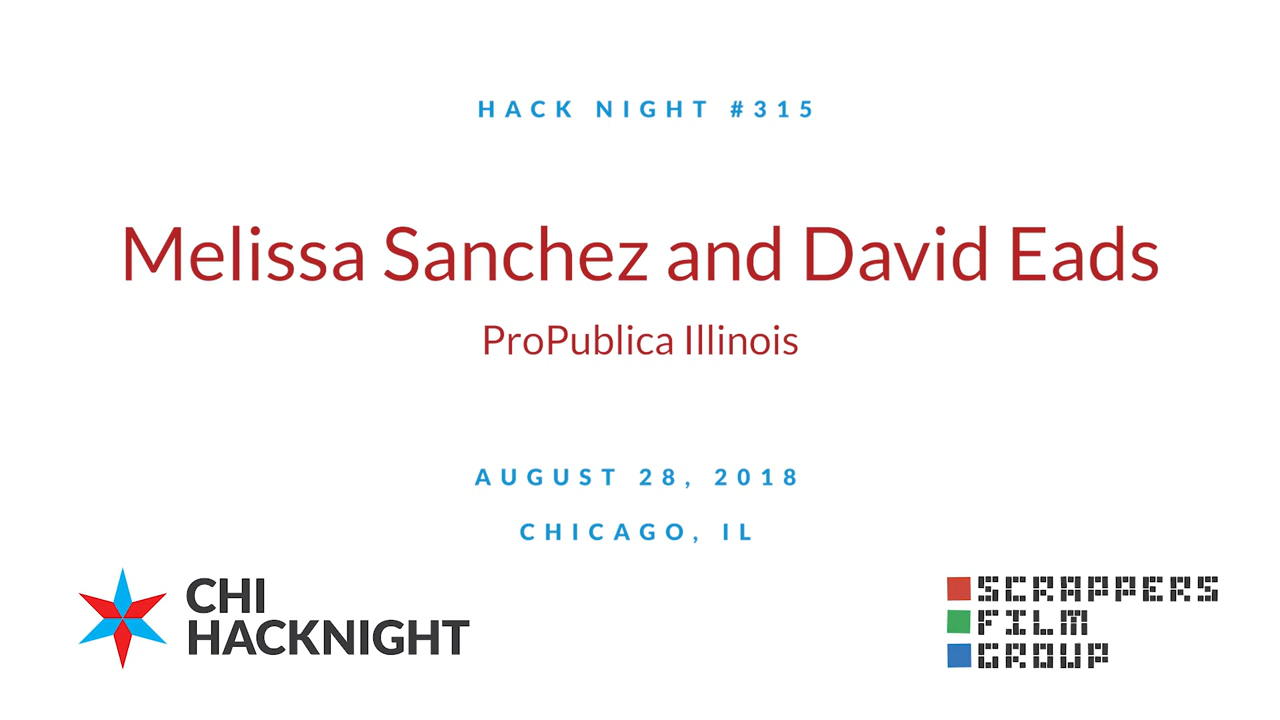 HACK NIGHT #315
Melissa Sanchez and David Eads
ProPublica Illinois
AUGUST 28, 2018
CHICAGO, IL
CHI
HACKNIGHT
SCRAPPERS
FILM
GROUP